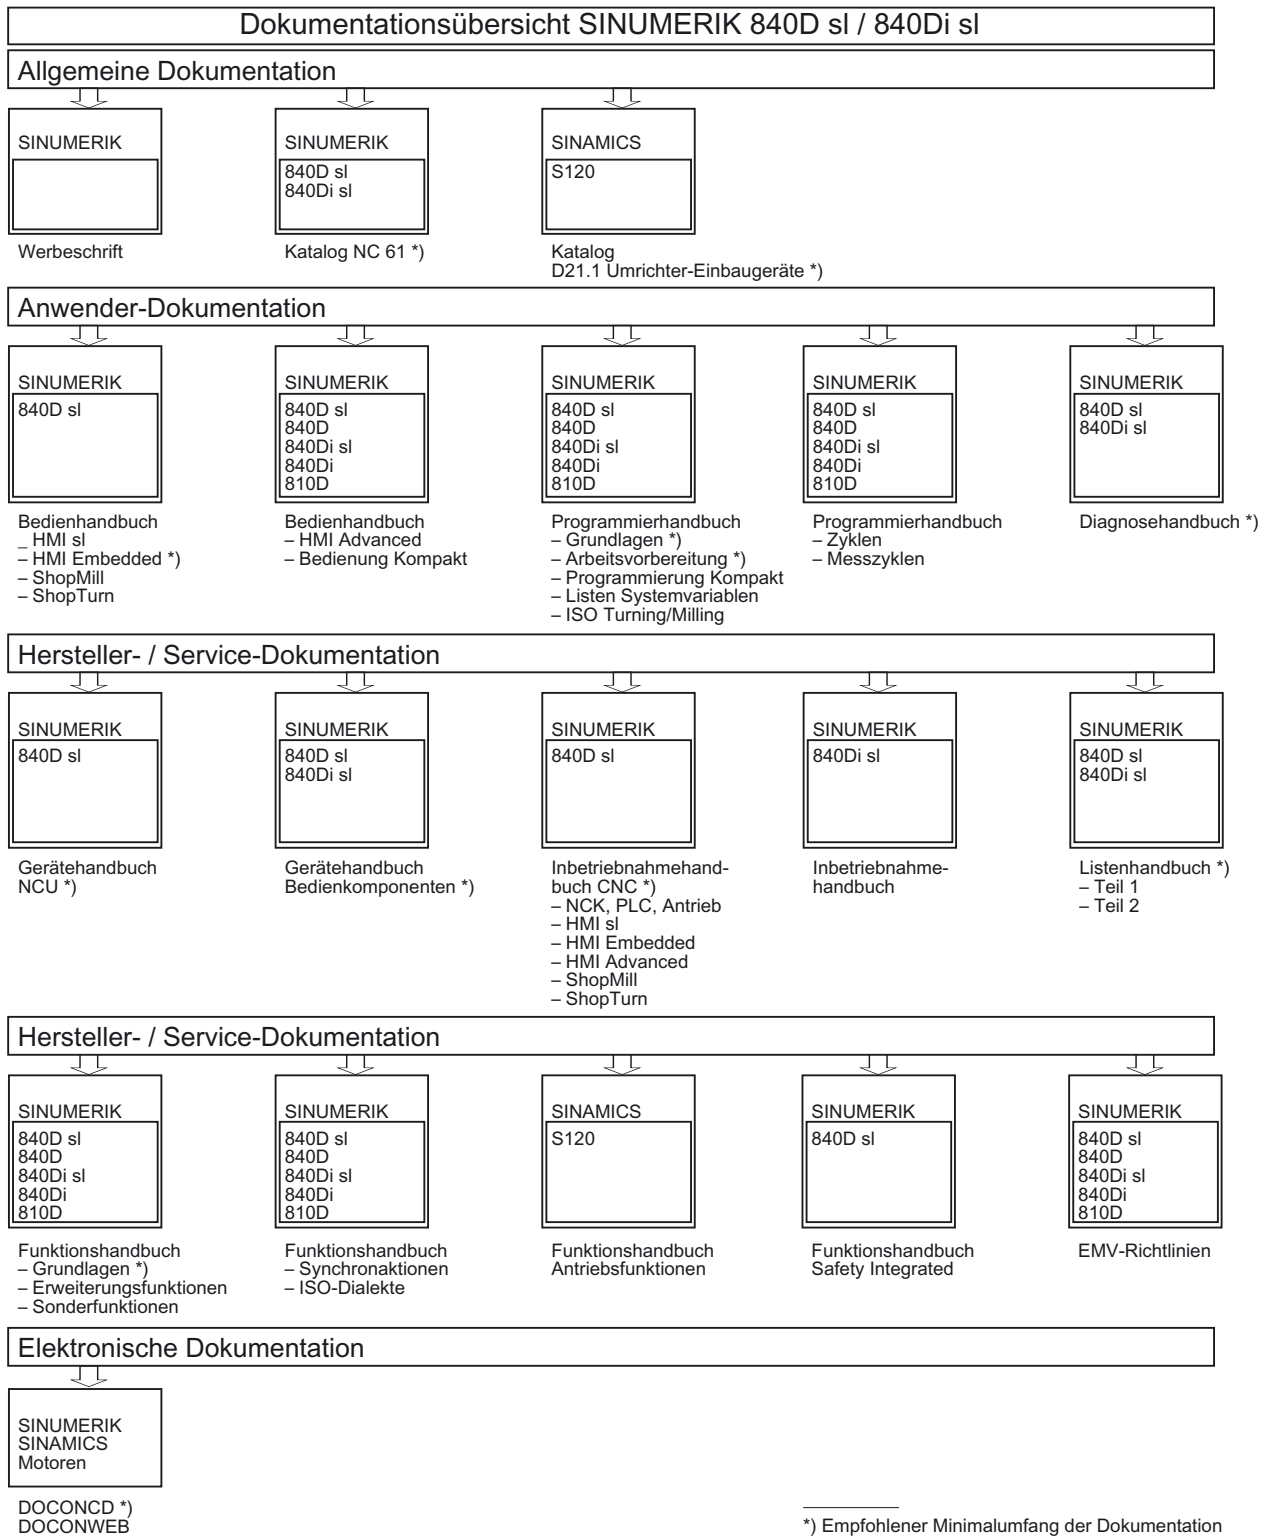 Dokumentationsübersicht SINUMERIK 840D sl / 840Di sl
Allgemeine Dokumentation
SINUMERIK
Werbeschrift
SINUMERIK
840D sl
840Di sl
Katalog NC 61 *)
SINAMICS
S120
Katalog
D21.1 Umrichter-Einbaugeräte *)
Anwender-Dokumentation
SINUMERIK
840D sl
Bedienhandbuch
_ HMI sl
– HMI Embedded *)
– ShopMill
– ShopTurn
SINUMERIK
840D sl
840D
840Di sl
840Di
810D
Bedienhandbuch
– HMI Advanced
– Bedienung Kompakt
SINUMERIK
840D sl
840D
840Di sl
840Di
810D
Programmierhandbuch
– Grundlagen *)
– Arbeitsvorbereitung *)
– Programmierung Kompakt
– Listen Systemvariablen
– ISO Turning/Milling
SINUMERIK
840D sl
840D
840Di sl
840Di
810D
Programmierhandbuch
– Zyklen
– Messzyklen
SINUMERIK
840D sl
840Di sl
Diagnosehandbuch *)
Hersteller- / Service-Dokumentation
SINUMERIK
840D sl
Gerätehandbuch
NCU *)
SINUMERIK
840D sl
840Di sl
Gerätehandbuch
Bedienkomponenten *)
SINUMERIK
840D sl
Inbetriebnahmehand-
buch CNC *)
– NCK, PLC, Antrieb
– HMI sl
– HMI Embedded
– HMI Advanced
– ShopMill
– ShopTurn
SINUMERIK
840Di sl
Inbetriebnahme-
handbuch
SINUMERIK
840D sl
840Di sl
Listenhandbuch *)
– Teil 1
– Teil 2
Hersteller- / Service-Dokumentation
SINUMERIK
840D sl
840D
840Di sl
840Di
810D
Funktionshandbuch
– Grundlagen *)
– Erweiterungsfunktionen
– Sonderfunktionen
SINUMERIK
840D sl
840D
840Di sl
840Di
810D
Funktionshandbuch
– Synchronaktionen
– ISO-Dialekte
SINAMICS
S120
Funktionshandbuch
Antriebsfunktionen
SINUMERIK
840D sl
Funktionshandbuch
Safety Integrated
SINUMERIK
840D sl
840D
840Di sl
840Di
810D
EMV-Richtlinien
Elektronische Dokumentation
SINUMERIK
SINAMICS
Motoren
DOCONCD *)
DOCONWEB
*) Empfohlener Minimalumfang der Dokumentation